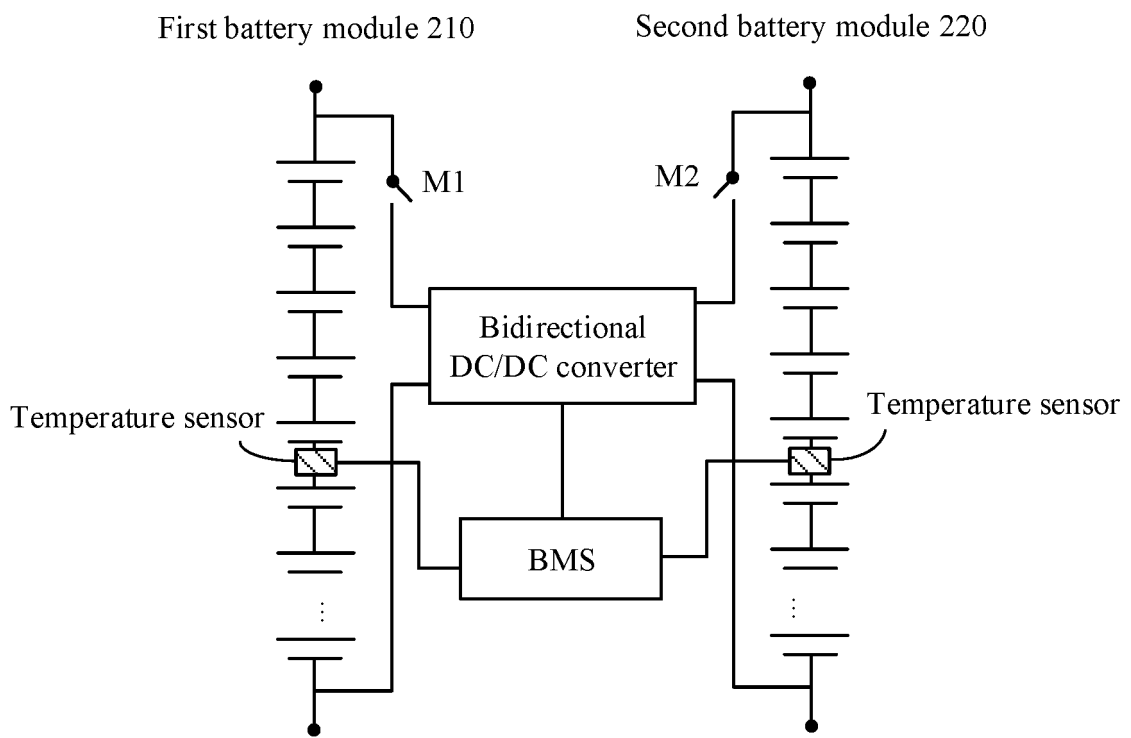 First battery module 210
Second battery module 220
M1
M2
Bidirectional
DC/DC converter
Temperature sensor
Temperature sensor
BMS